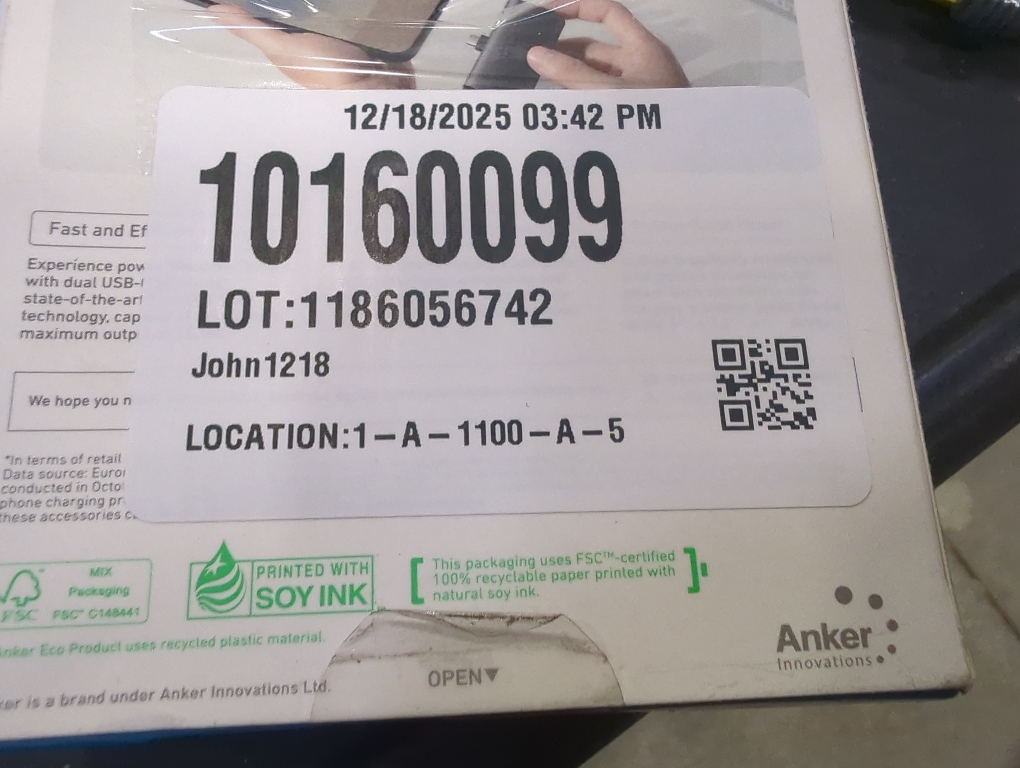 12/18/2025 03:42 PM
10160099
LOT:1186056742
John1218
LOCATION:1-A-1100-A-5
Fast and Ef
Experience pow
with dual USB-
state-of-the-art
technology, cap
maximum outp
We hope you n
*In terms of retail
Data source: Euro
conducted in Octo
phone charging pr
these accessories
MIX
Packaging
FSC
FSC™ C148441
PRINTED WITH
SOY INK
This packaging uses FSC™-certified
100% recyclable paper printed with
natural soy ink.
Anker Eco Product uses recycled plastic material.
ker is a brand under Anker Innovations Ltd.
OPEN▼
Anker
Innovations